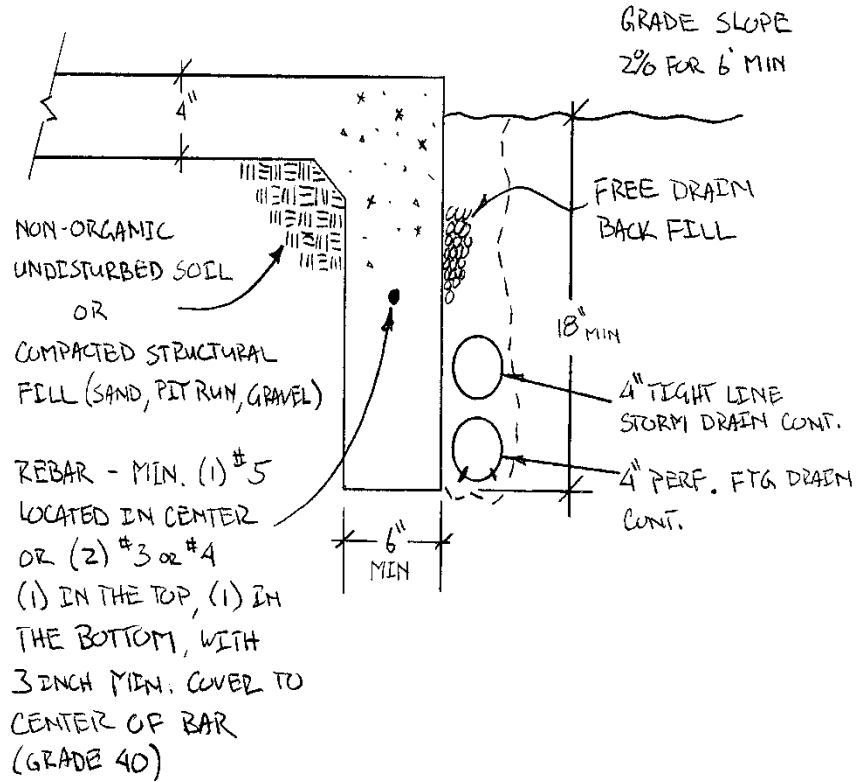 GRADE SLOPE
2% FOR 6' MIN
4"
FREE DRAIN
BACK FILL
NON-ORGANIC
UNDISTURBED SOIL
OR
COMPACTED STRUCTURAL
FILL (SAND, PIT RUN, GRAVEL)
18" MIN
4" TIGHT LINE
STORM DRAIN CONT.
4" PERF. FTG DRAIN
CONT.
REBAR - MIN. (1) #5
LOCATED IN CENTER
OR (2) #3 OR #4
(1) IN THE TOP, (1) IN
THE BOTTOM, WITH
3 INCH MIN. COVER TO
CENTER OF BAR
(GRADE 40)
6"
MIN